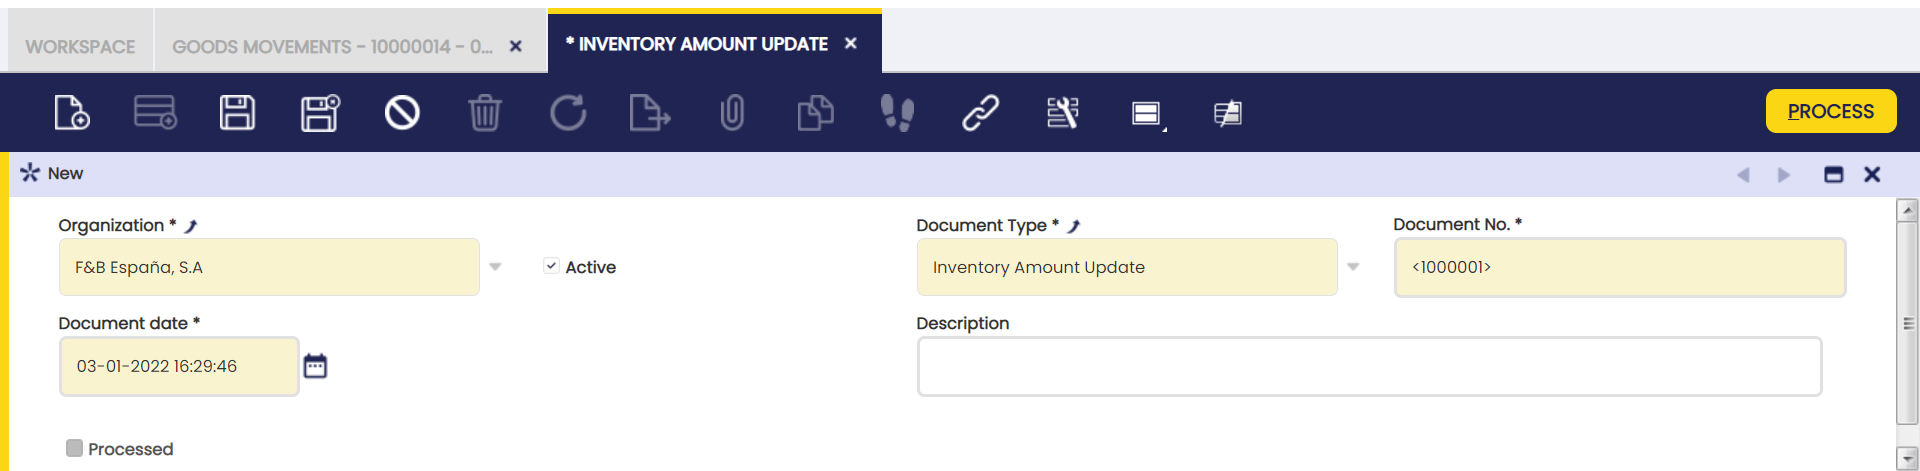 WORKSPACE
GOODS MOVEMENTS - 10000014 - 0...
* INVENTORY AMOUNT UPDATE
PROCESS
New
Organization *
Document Type *
Document No. *
F&B España, S.A
Active
Inventory Amount Update
<1000001>
Document date *
Description
03-01-2022 16:29:46
Processed